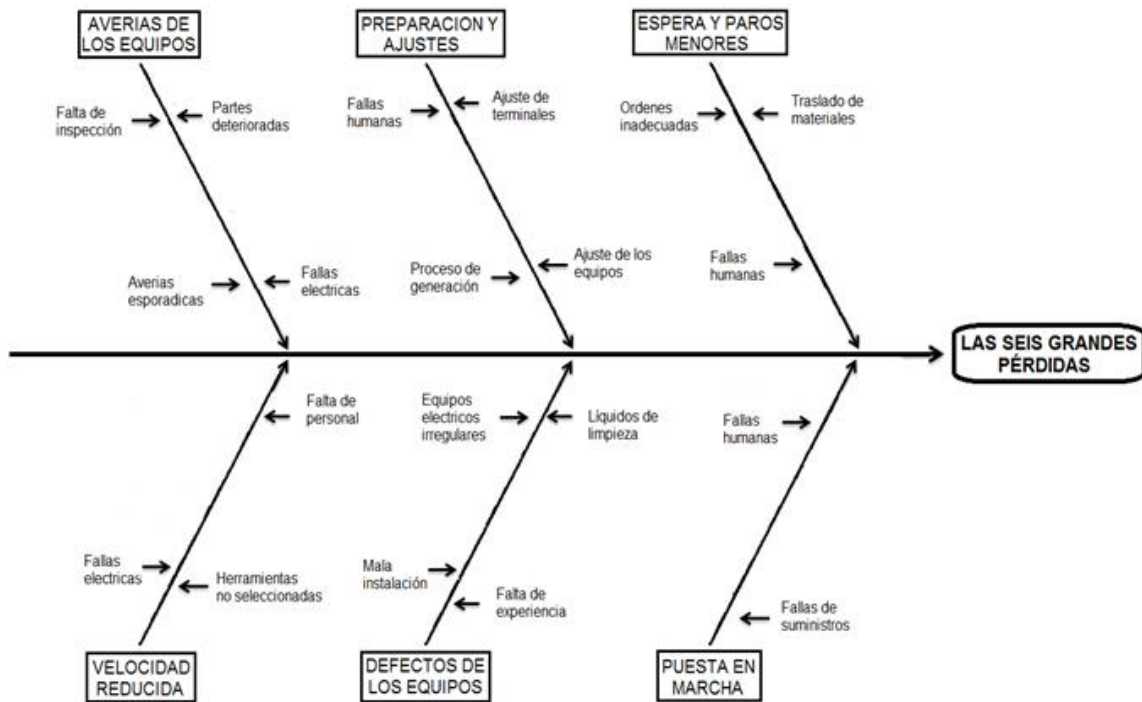 AVERIAS DE
LOS EQUIPOS
PREPARACION Y
AJUSTES
ESPERA Y PAROS
MENORES
Falta de
inspección
Partes
deterioradas
Fallas
humanas
Ajuste de
terminales
Ordenes
inadecuadas
Traslado de
materiales
Averias
esporadicas
Fallas
electricas
Proceso de
generación
Ajuste de los
equipos
Fallas
humanas
LAS SEIS GRANDES
PÉRDIDAS
Falta de
personal
Equipos
electricos
irregulares
Líquidos de
limpieza
Fallas
humanas
Fallas
electricas
Herramientas
no seleccionadas
Mala
instalación
Falta de
experiencia
Fallas de
suministros
VELOCIDAD
REDUCIDA
DEFECTOS DE
LOS EQUIPOS
PUESTA EN
MARCHA